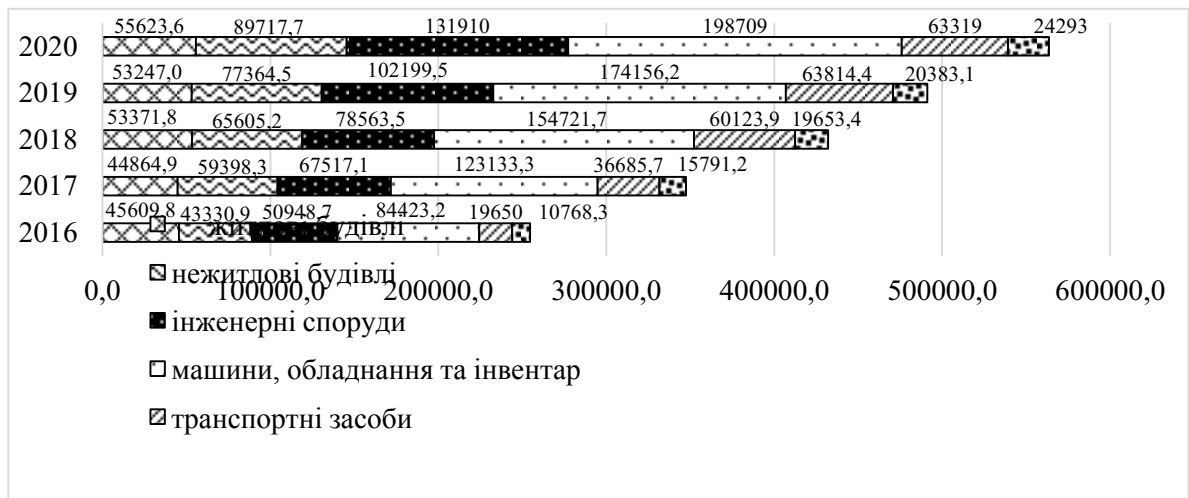 55623,6 89717,7 131910 198709 63319 24293
2020
53247,0 77364,5 102199,5 174156,2 63814,4 20383,1
2019
53371,8 65605,2 78563,5 154721,7 60123,9 19653,4
2018
44864,9 59398,3 67517,1 123133,3 36685,7 15791,2
2017
45609,8 43330,9 50948,7 84423,2 19650 10768,3
2016
житлові будівлі
нежитлові будівлі
0,0 100000,0 200000,0 300000,0 400000,0 500000,0 600000,0
інженерні споруди
машини, обладнання та інвентар
транспортні засоби